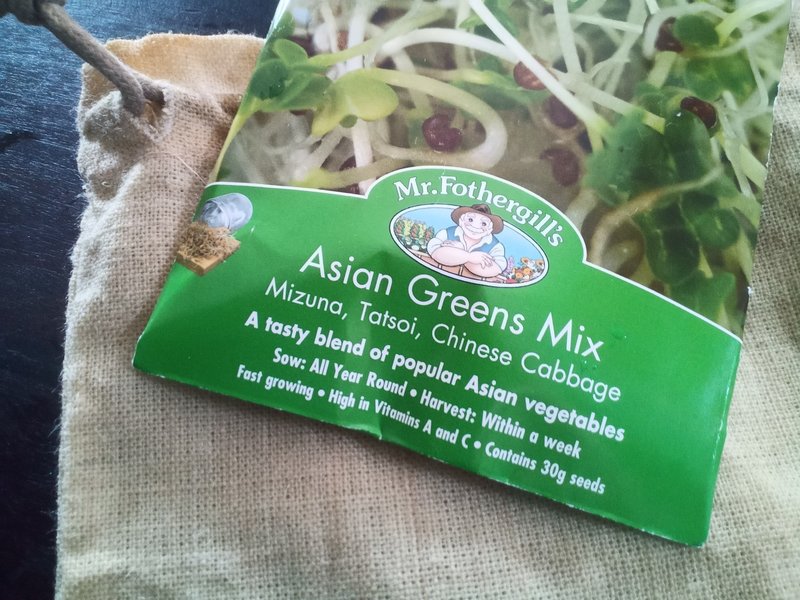 Mr.Fothergill's
Asian Greens Mix
Mizuna, Tatsoi, Chinese Cabbage
A tasty blend of popular Asian vegetables
Sow: All Year Round • Harvest: Within a week
Fast growing • High in Vitamins A and C • Contains 30g seeds